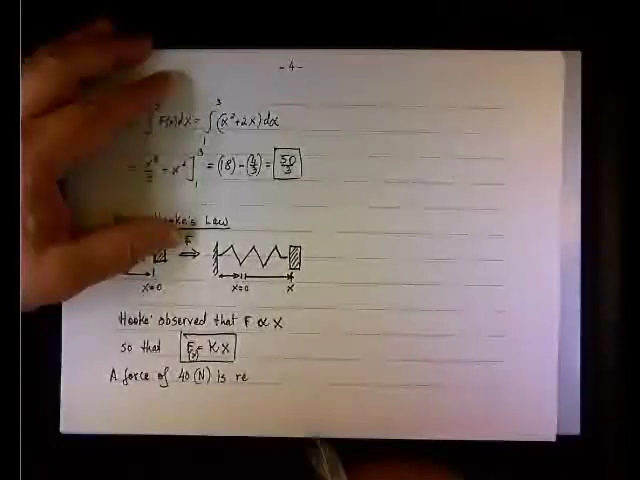 - 4 -
∫ F(x)dx = ∫₁³ (x²+2x)dx
= x³/3 + x² ]₁³ = (18) - (4/3) = 50/3
Hooke's Law
F ⇒
x=0 x=0 x
Hooke observed that F ∝ X
so that F(x) = K X
A force of 40 (N) is re